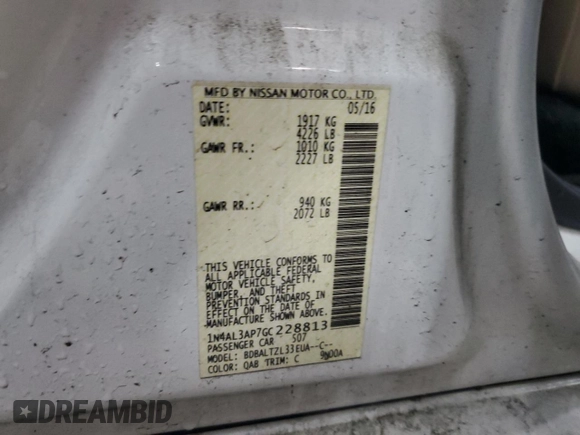 MFD BY NISSAN MOTOR CO., LTD.
DATE: 05/16
GVWR: 1917 KG
4226 LB
GAWR FR.: 1010 KG
2227 LB
GAWR RR.: 940 KG
2072 LB
THIS VEHICLE CONFORMS TO
ALL APPLICABLE FEDERAL
MOTOR VEHICLE SAFETY,
BUMPER, AND THEFT
PREVENTION STANDARDS IN
EFFECT ON THE DATE OF
MANUFACTURE SHOWN ABOVE.
1N4AL3AP7GC228813
PASSENGER CAR S07
MODEL: BDBALTZL33EUA--C--
COLOR: QAB TRIM: C 9N00A
DREAMBID